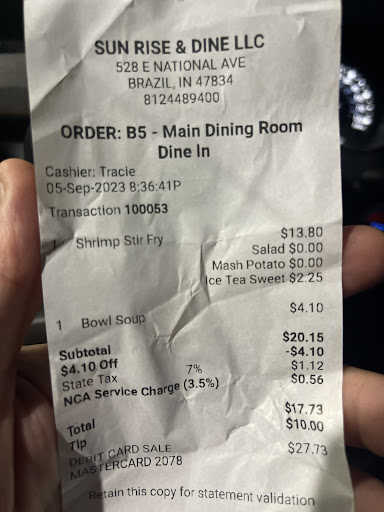 SUN RISE & DINE LLC
528 E NATIONAL AVE
BRAZIL, IN 47834
8124489400
ORDER: B5 - Main Dining Room
Dine In
Cashier: Tracie
05-Sep-2023 8:36:41P
Transaction 100053
1 Shrimp Stir Fry $13.80
Salad $0.00
Mash Potato $0.00
Ice Tea Sweet $2.25
1 Bowl Soup $4.10
Subtotal $20.15
$4.10 Off -$4.10
State Tax 7% $1.12
NCA Service Charge (3.5%) $0.56
Total $17.73
Tip $10.00
DEBIT CARD SALE $27.73
MASTERCARD 2078
Retain this copy for statement validation